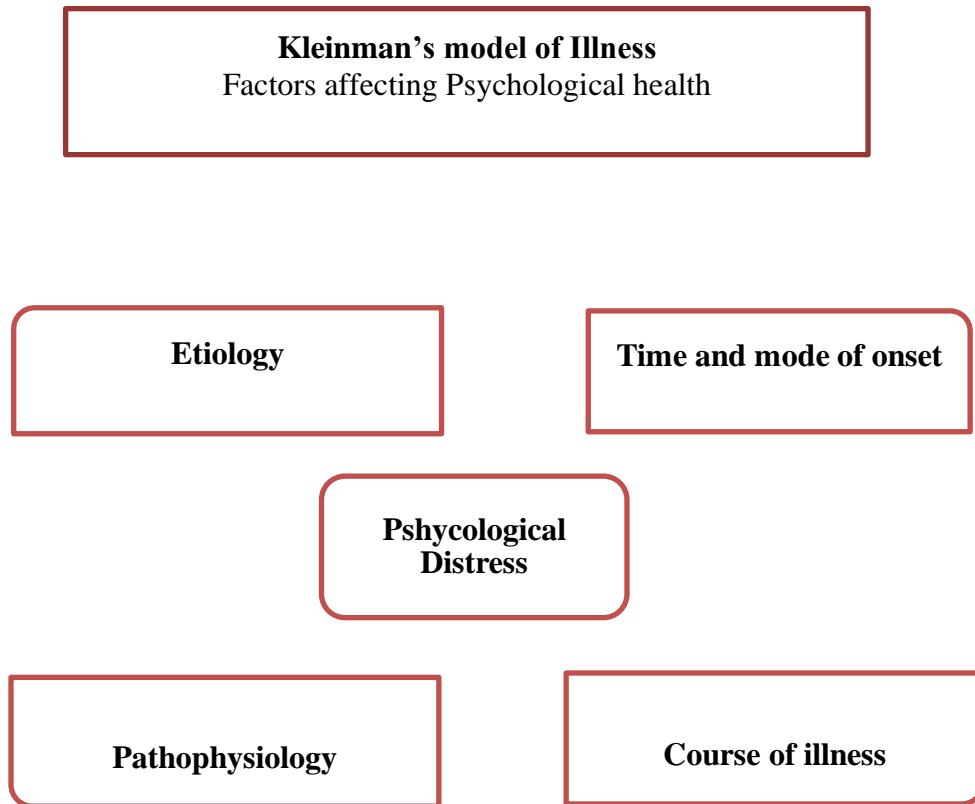 Kleinman’s model of Illness
Factors affecting Psychological health
Etiology
Time and mode of onset
Pshycological
Distress
Pathophysiology
Course of illness